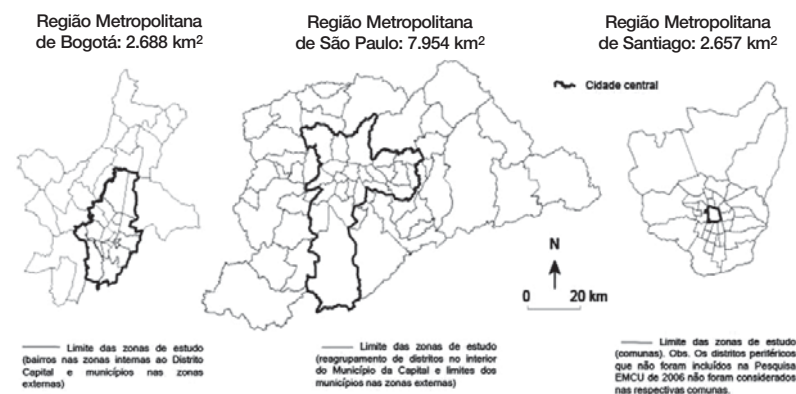 Região Metropolitana
de Bogotá: 2.688 km²
Região Metropolitana
de São Paulo: 7.954 km²
Região Metropolitana
de Santiago: 2.657 km²
Cidade central
N
0 20 km
Limite das zonas de estudo
(bairros nas zonas internas ao Distrito
Capital e municípios nas zonas
externas)
Limite das zonas de estudo
(reagrupamento de distritos no interior
do Município da Capital e limites dos
municípios nas zonas externas)
Limite das zonas de estudo
(comunas). Obs. Os distritos periféricos
que não foram incluídos na Pesquisa
EMCU de 2006 não foram considerados
nas respectivas comunas.